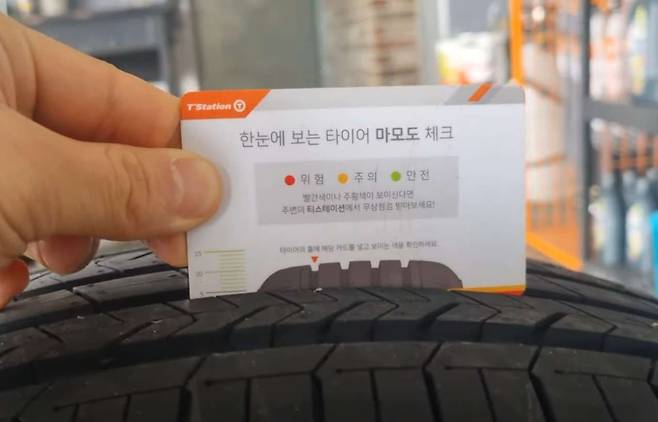 T'Station T
한눈에 보는 타이어 마모도 체크
위험 주의 안전
빨간색이나 주황색이 보이신다면
주변의 티스테이션에서 무상점검 받아보세요!
타이어의 홈에 해당 카드를 넣고 보이는 색을 확인하세요.
15
10
5